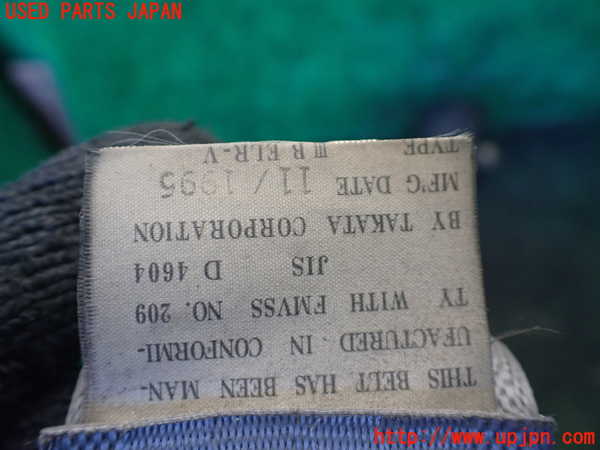 USED PARTS JAPAN
THIS BELT HAS BEEN MAN-
UFACTURED IN CONFORMI-
TY WITH FMVSS NO. 209
JIS D 4604
BY TAKATA CORPORATION
MF'G DATE 11/1995
TYPE III R ELR-V
http://www.upjpn.com